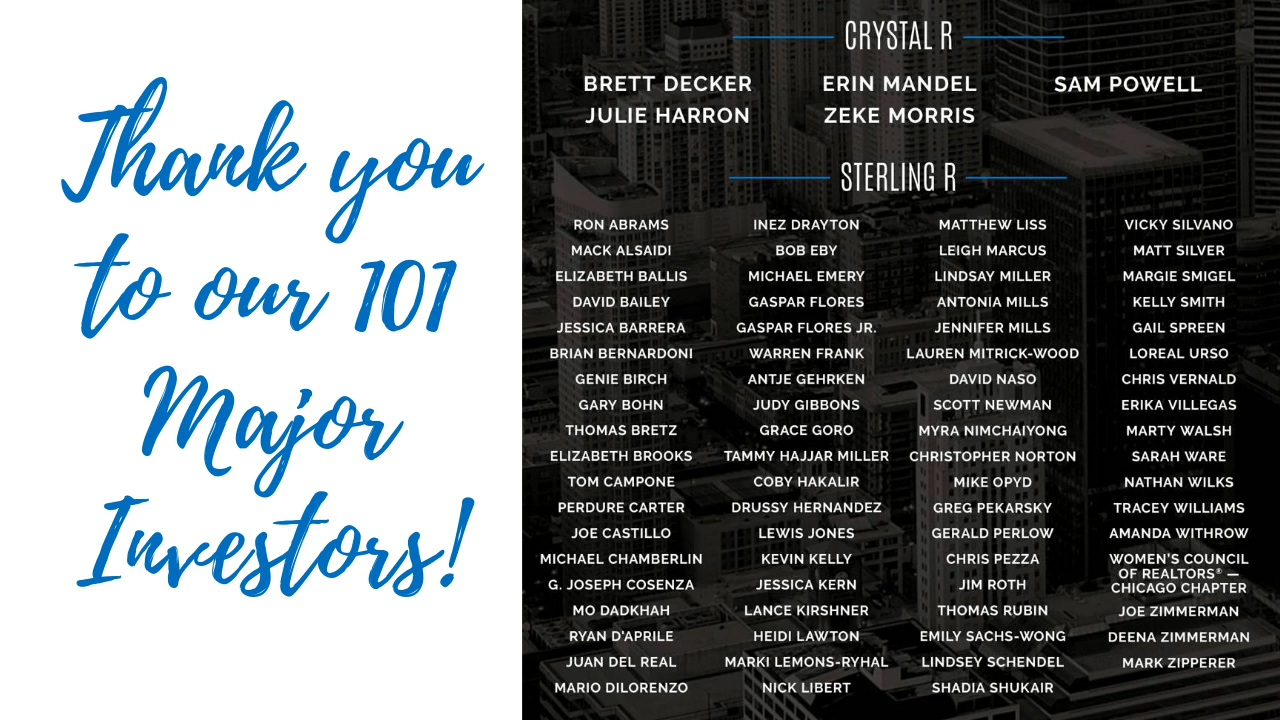 Thank you
to our 101
Major
Investors!
CRYSTAL R
BRETT DECKER
JULIE HARRON
ERIN MANDEL
ZEKE MORRIS
SAM POWELL
STERLING R
RON ABRAMS
MACK ALSAIDI
ELIZABETH BALLIS
DAVID BAILEY
JESSICA BARRERA
BRIAN BERNARDONI
GENIE BIRCH
GARY BOHN
THOMAS BRETZ
ELIZABETH BROOKS
TOM CAMPONE
PERDURE CARTER
JOE CASTILLO
MICHAEL CHAMBERLIN
G. JOSEPH COSENZA
MO DADKHAH
RYAN D'APRILE
JUAN DEL REAL
MARIO DILORENZO
INEZ DRAYTON
BOB EBY
MICHAEL EMERY
GASPAR FLORES
GASPAR FLORES JR.
WARREN FRANK
ANTJE GEHRKEN
JUDY GIBBONS
GRACE GORO
TAMMY HAJJAR MILLER
COBY HAKALIR
DRUSSY HERNANDEZ
LEWIS JONES
KEVIN KELLY
JESSICA KERN
LANCE KIRSHNER
HEIDI LAWTON
MARKI LEMONS-RYHAL
NICK LIBERT
MATTHEW LISS
LEIGH MARCUS
LINDSAY MILLER
ANTONIA MILLS
JENNIFER MILLS
LAUREN MITRICK-WOOD
DAVID NASO
SCOTT NEWMAN
MYRA NIMCHAIYONG
CHRISTOPHER NORTON
MIKE OPYD
GREG PEKARSKY
GERALD PERLOW
CHRIS PEZZA
JIM ROTH
THOMAS RUBIN
EMILY SACHS-WONG
LINDSEY SCHENDEL
SHADIA SHUKAIR
VICKY SILVANO
MATT SILVER
MARGIE SMIGEL
KELLY SMITH
GAIL SPREEN
LOREAL URSO
CHRIS VERNALD
ERIKA VILLEGAS
MARTY WALSH
SARAH WARE
NATHAN WILKS
TRACEY WILLIAMS
AMANDA WITHROW
WOMEN'S COUNCIL
OF REALTORS® —
CHICAGO CHAPTER
JOE ZIMMERMAN
DEENA ZIMMERMAN
MARK ZIPPERER